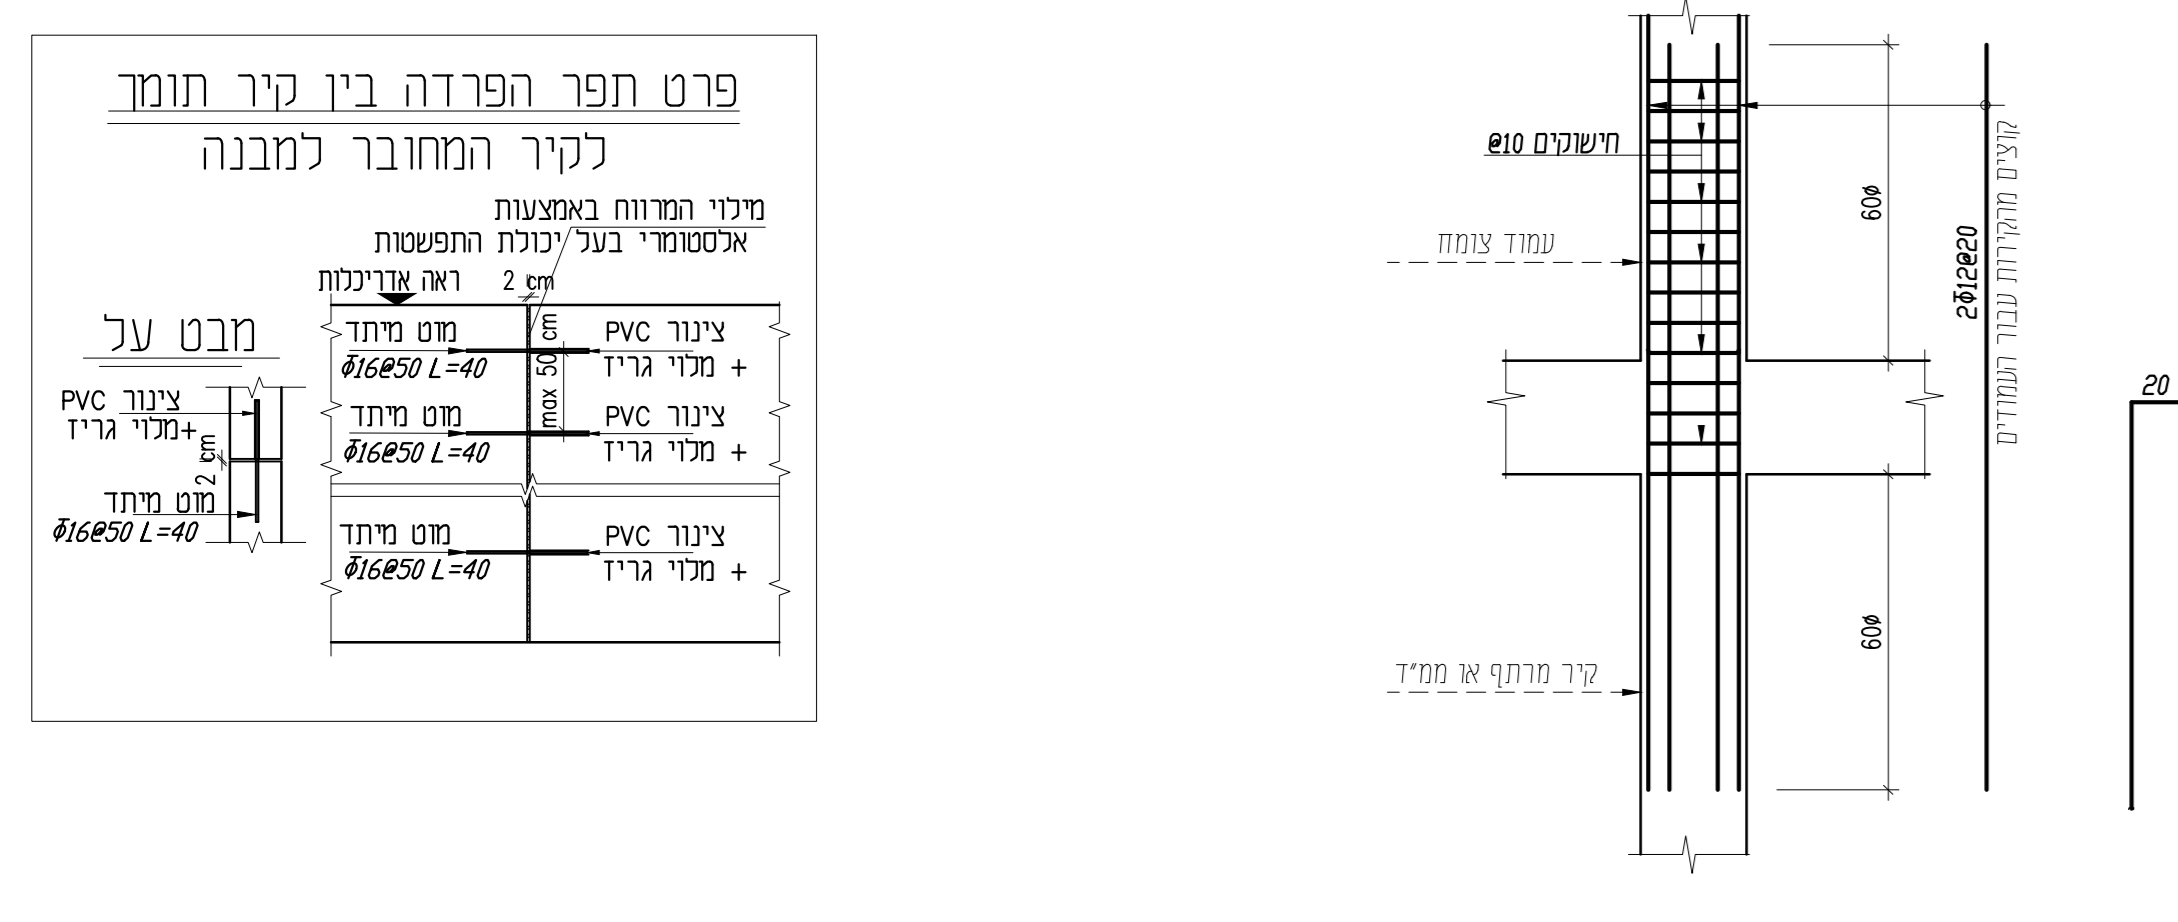 פרט תפר הפרדה בין קיר תומך
לקיר המחובר למבנה
מילוי המרווח באמצעות
אלסטומרי בעל יכולת התפשטות
ראה אדריכלות
2 cm
מבט על
צינור PVC
+מלוי גריז
2 cm
מוט מיתד
Φ16@50 L=40
מוט מיתד
Φ16@50 L=40
max 50 cm
צינור PVC
+ מלוי גריז
מוט מיתד
Φ16@50 L=40
צינור PVC
+ מלוי גריז
מוט מיתד
Φ16@50 L=40
צינור PVC
+ מלוי גריז
חישוקים @10
עמוד צומח
קיר מרתף או ממ״ד
60ϕ
60ϕ
2Φ12@20
קוצים מהקירות עבור העמודים
20